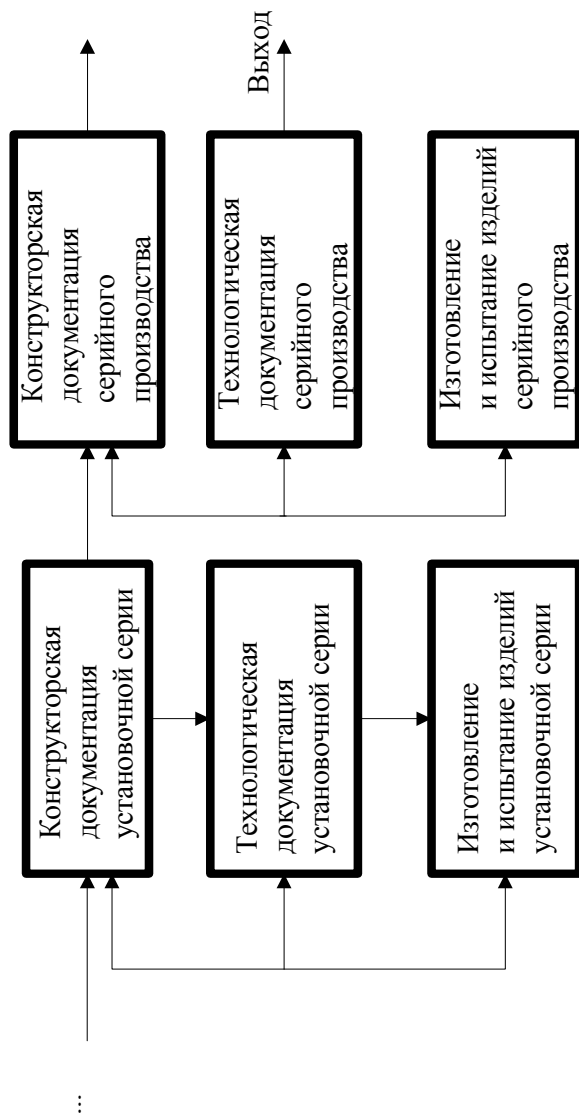 ...
Конструкторская
документация
установочной серии
Технологическая
документация
установочной серии
Изготовление
и испытание изделий
установочной серии
Конструкторская
документация
серийного
производства
Технологическая
документация
серийного
производства
Изготовление
и испытание изделий
серийного
производства
Выход